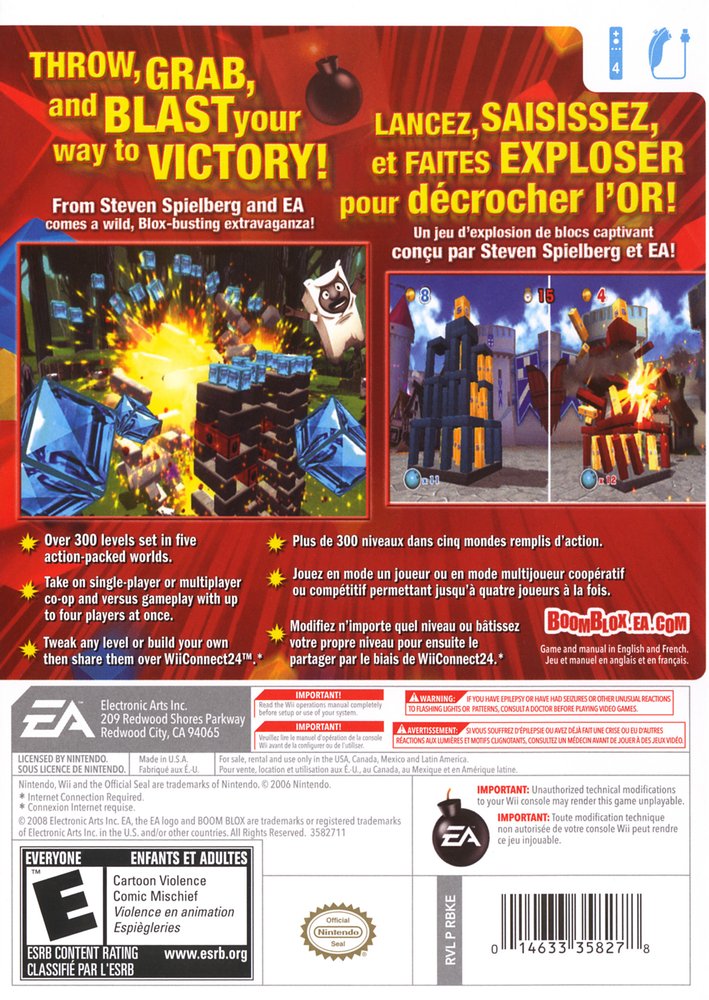 THROW, GRAB,
and BLAST your
way to VICTORY!
From Steven Spielberg and EA
comes a wild, Blox-busting extravaganza!
4
LANCEZ, SAISISSEZ,
et FAITES EXPLOSER
pour décrocher l'OR!
Un jeu d'explosion de blocs captivant
conçu par Steven Spielberg et EA!
8
15
4
x11
x12
Over 300 levels set in five
action-packed worlds.
Take on single-player or multiplayer
co-op and versus gameplay with up
to four players at once.
Tweak any level or build your own
then share them over WiiConnect24™.*
Plus de 300 niveaux dans cinq mondes remplis d'action.
Jouez en mode un joueur ou en mode multijoueur coopératif
ou compétitif permettant jusqu'à quatre joueurs à la fois.
Modifiez n'importe quel niveau ou bâtissez
votre propre niveau pour ensuite le
partager par le biais de WiiConnect24.*
BOOMBLOX.EA.COM
Game and manual in English and French.
Jeu et manuel en anglais et en français.
EA
Electronic Arts Inc.
209 Redwood Shores Parkway
Redwood City, CA 94065
IMPORTANT!
Read the Wii operations manual completely
before setup or use of your system.
IMPORTANT!
Veuillez lire le manuel d'opération de la console
Wii avant de la configurer ou de l'utiliser.
WARNING: IF YOU HAVE EPILEPSY OR HAVE HAD SEIZURES OR OTHER UNUSUAL REACTIONS
TO FLASHING LIGHTS OR PATTERNS, CONSULT A DOCTOR BEFORE PLAYING VIDEO GAMES.
AVERTISSEMENT: SI VOUS SOUFFREZ D'ÉPILEPSIE OU AVEZ DÉJÀ FAIT UNE CRISE OU EU D'AUTRES
RÉACTIONS AUX LUMIÈRES ET MOTIFS CLIGNOTANTS, CONSULTEZ UN MÉDECIN AVANT DE JOUER À DES JEUX VIDÉO.
LICENSED BY NINTENDO.
SOUS LICENCE DE NINTENDO.
Made in U.S.A.
Fabriqué aux É.-U.
For sale, rental and use only in the USA, Canada, Mexico and Latin America.
Pour vente, location et utilisation aux É.-U., au Canada, au Mexique et en Amérique latine.
Nintendo, Wii and the Official Seal are trademarks of Nintendo. © 2006 Nintendo.
* Internet Connection Required.
* Connexion Internet requise.
© 2008 Electronic Arts Inc. EA, the EA logo and BOOM BLOX are trademarks or registered trademarks
of Electronic Arts Inc. in the U.S. and/or other countries. All Rights Reserved. 3582711
EA
IMPORTANT: Unauthorized technical modifications
to your Wii console may render this game unplayable.
IMPORTANT: Toute modification technique
non autorisée de votre console Wii peut rendre
ce jeu injouable.
EVERYONE ENFANTS ET ADULTES
™
E
Cartoon Violence
Comic Mischief
Violence en animation
Espiègleries
ESRB CONTENT RATING www.esrb.org
CLASSIFIÉ PAR L'ESRB
Official
Nintendo
Seal
RVL P RBKE
0 14633 35827 8